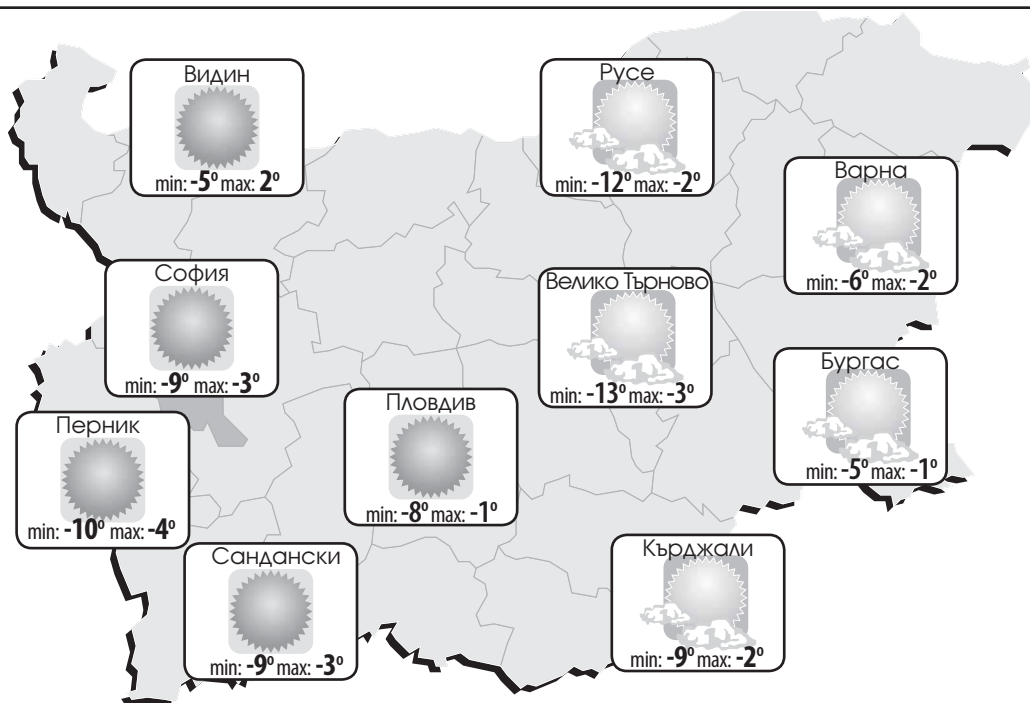 Видин
min: -5° max: 2°
Русе
min: -12° max: -2°
Варна
min: -6° max: -2°
София
min: -9° max: -3°
Велико Търново
min: -13° max: -3°
Бургас
min: -5° max: -1°
Пловдив
min: -8° max: -1°
Перник
min: -10° max: -4°
Сандански
min: -9° max: -3°
Кърджали
min: -9° max: -2°